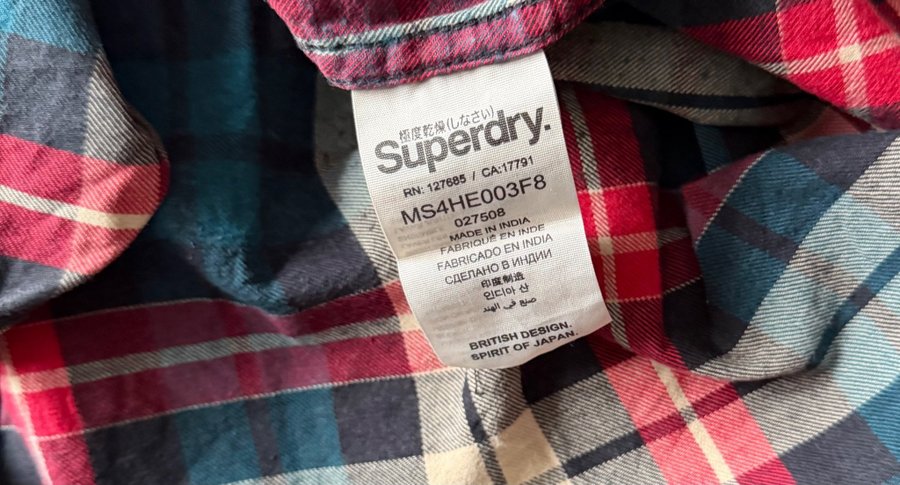 極度乾燥(しなさい)
Superdry.
RN: 127685 / CA:17791
MS4HE003F8
027508
MADE IN INDIA
FABRIQUÉ EN INDE
FABRICADO EN INDIA
СДЕЛАНО В ИНДИИ
印度制造
인디아 산
صنع في الهند
BRITISH DESIGN.
SPIRIT OF JAPAN.